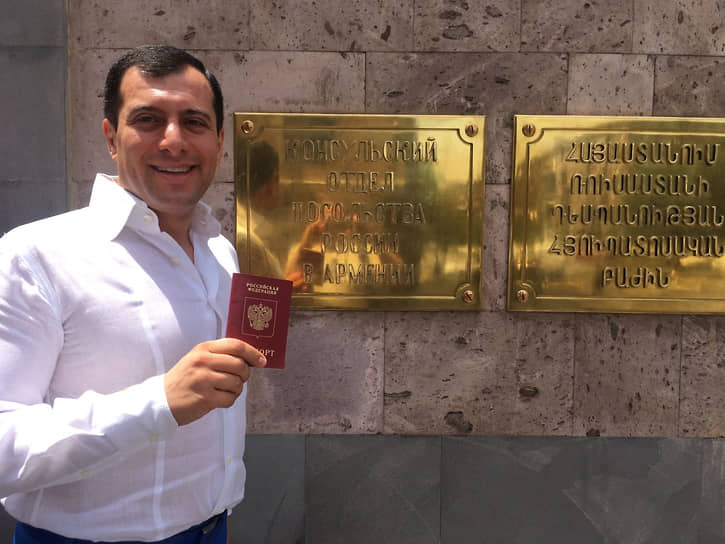 КОНСУЛЬСКИЙ
ОТДЕЛ
ПОСОЛЬСТВА
РОССИИ
В АРМЕНИИ
ՀԱՅԱՍՏԱՆՈՒՄ
ՌՈՒՍԱՍՏԱՆԻ
ԴԵՍՊԱՆՈՒԹՅԱՆ
ՀՅՈՒՊԱՏՈՍԱԿԱՆ
ԲԱԺԻՆ
РОССИЙСКАЯ
ФЕДЕРАЦИЯ